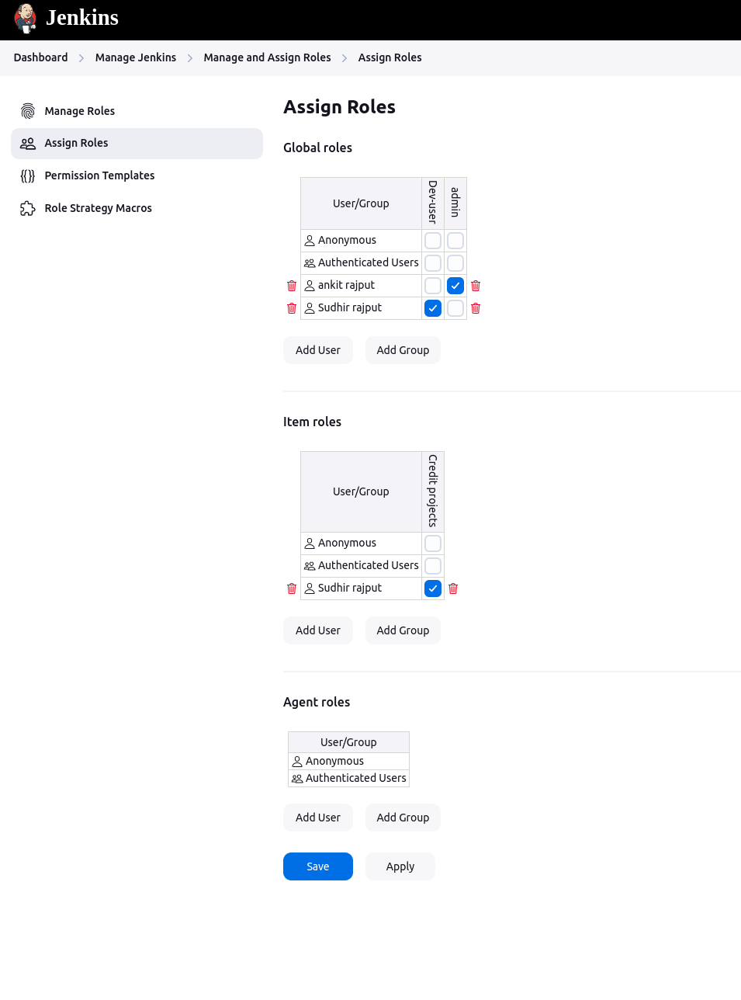 Jenkins
Dashboard Manage Jenkins Manage and Assign Roles Assign Roles
Manage Roles
Assign Roles
Permission Templates
Role Strategy Macros
Assign Roles
Global roles
User/Group Dev-user admin
Anonymous
Authenticated Users
ankit rajput
Sudhir rajput
Add User Add Group
Item roles
User/Group Credit projects
Anonymous
Authenticated Users
Sudhir rajput
Add User Add Group
Agent roles
User/Group
Anonymous
Authenticated Users
Add User Add Group
Save Apply